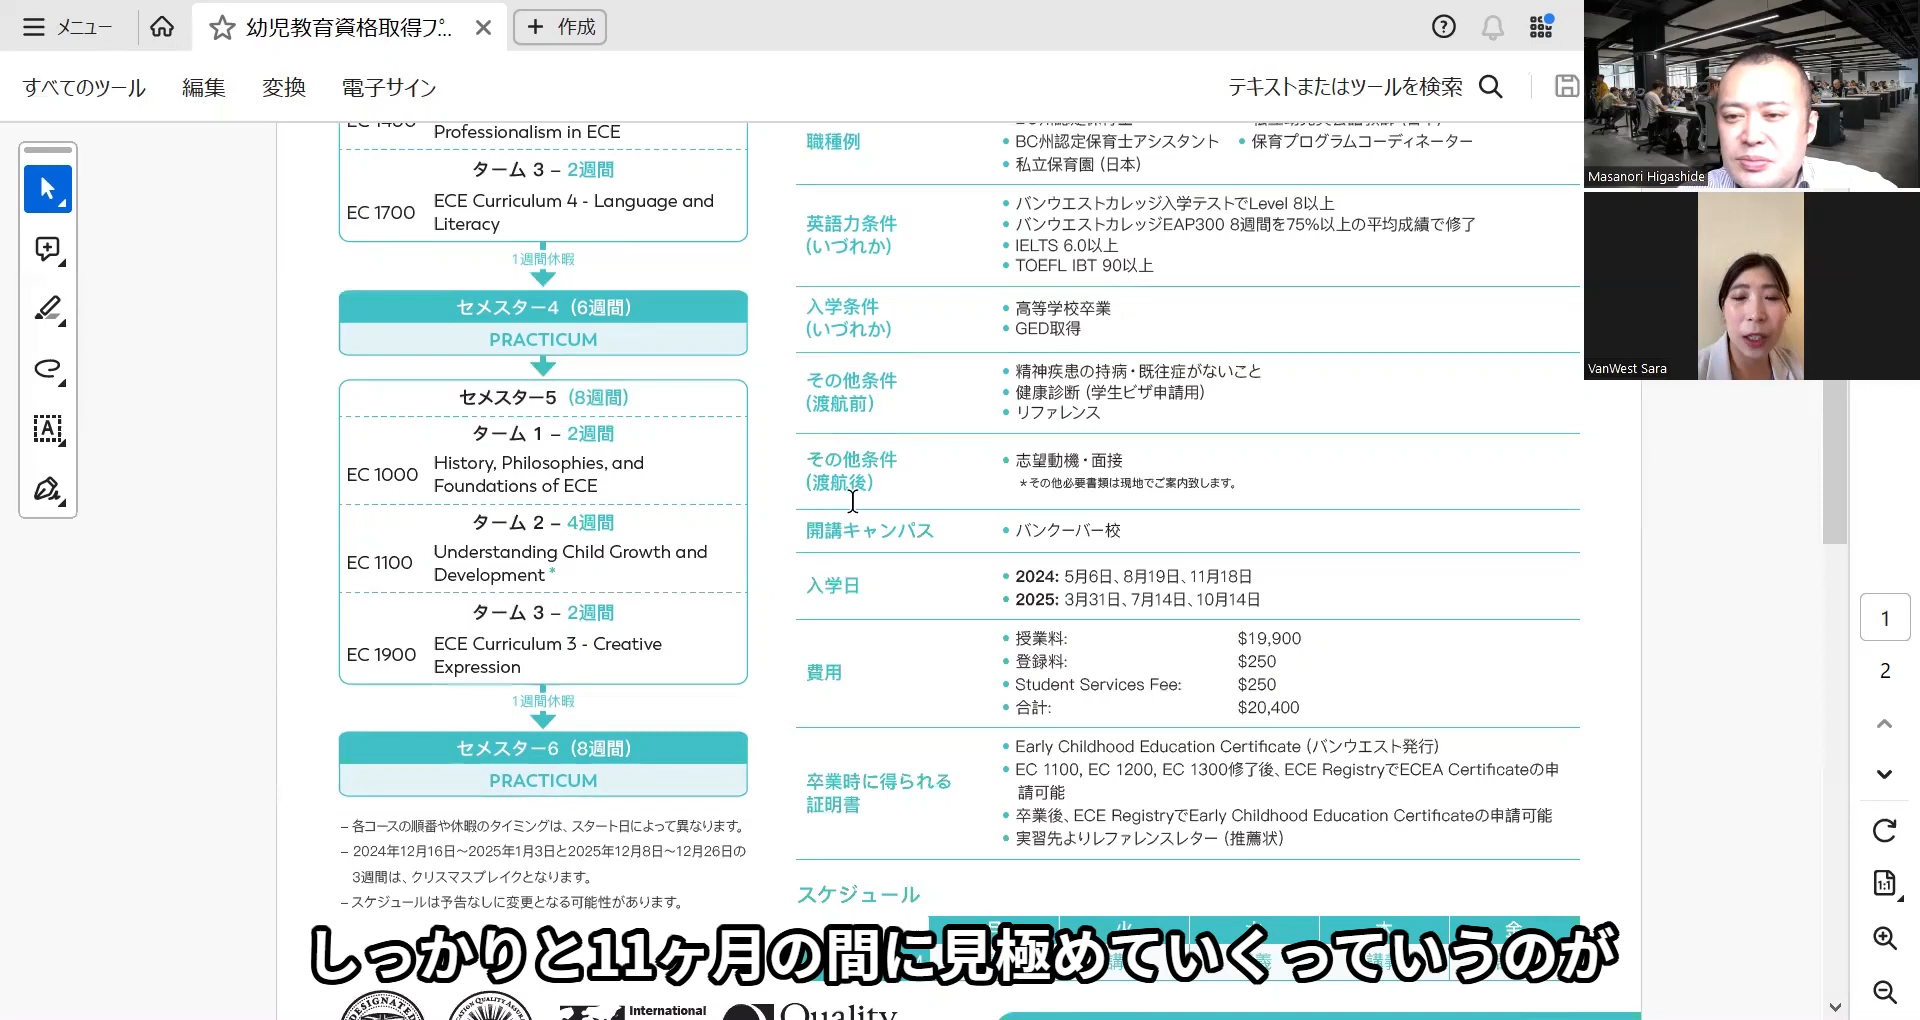 メニュー
幼児教育資格取得プ...
作成
すべてのツール
編集
変換
電子サイン
テキストまたはツールを検索
Masanori Higashide
VanWest Sara
Professionalism in ECE
ターム 3 – 2週間
EC 1700
ECE Curriculum 4 - Language and
Literacy
1週間休暇
セメスター4（6週間）
PRACTICUM
セメスター5（8週間）
ターム 1 – 2週間
EC 1000
History, Philosophies, and
Foundations of ECE
ターム 2 – 4週間
EC 1100
Understanding Child Growth and
Development *
ターム 3 – 2週間
EC 1900
ECE Curriculum 3 - Creative
Expression
1週間休暇
セメスター6（8週間）
PRACTICUM
– 各コースの順番や休暇のタイミングは、スタート日によって異なります。
– 2024年12月16日～2025年1月3日と2025年12月8日～12月26日の
3週間は、クリスマスブレイクとなります。
– スケジュールは予告なしに変更となる可能性があります。
職種例
• BC州認定保育士アシスタント
• 保育プログラムコーディネーター
• 私立保育園（日本）
英語力条件
（いづれか）
• バンウエストカレッジ入学テストでLevel 8以上
• バンウエストカレッジEAP300 8週間を75%以上の平均成績で修了
• IELTS 6.0以上
• TOEFL IBT 90以上
入学条件
（いづれか）
• 高等学校卒業
• GED取得
その他条件
（渡航前）
• 精神疾患の持病・既往症がないこと
• 健康診断（学生ビザ申請用）
• リファレンス
その他条件
（渡航後）
• 志望動機・面接
＊その他必要書類は現地でご案内致します。
開講キャンパス
• バンクーバー校
入学日
• 2024: 5月6日、8月19日、11月18日
• 2025: 3月31日、7月14日、10月14日
費用
• 授業料: $19,900
• 登録料: $250
• Student Services Fee: $250
• 合計: $20,400
卒業時に得られる
証明書
• Early Childhood Education Certificate（バンウエスト発行）
• EC 1100, EC 1200, EC 1300修了後、ECE RegistryでECEA Certificateの申
請可能
• 卒業後、ECE RegistryでEarly Childhood Education Certificateの申請可能
• 実習先よりレファレンスレター（推薦状）
スケジュール
しっかりと11ヶ月の間に見極めていくっていうのが
International
Quality
1
2